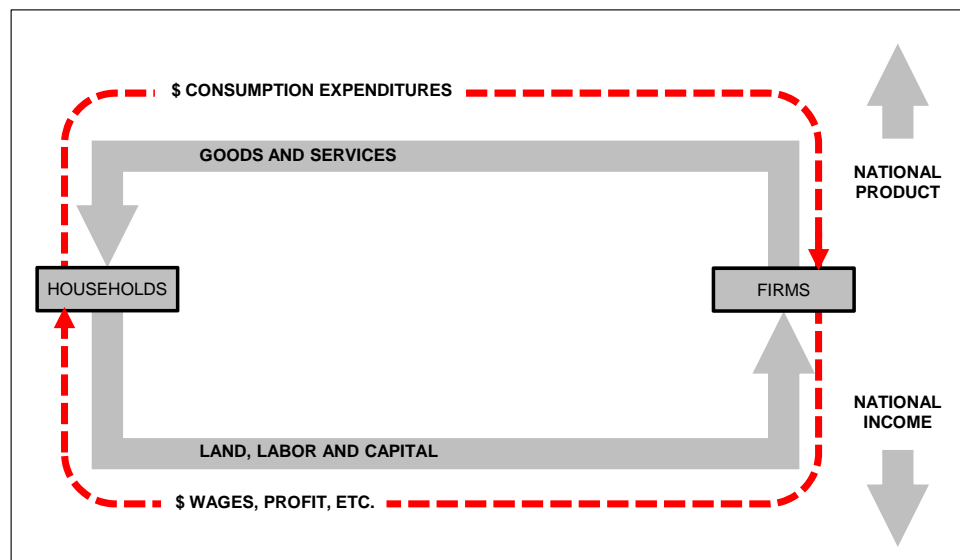 $ CONSUMPTION EXPENDITURES
GOODS AND SERVICES
NATIONAL
PRODUCT
HOUSEHOLDS
FIRMS
NATIONAL
INCOME
LAND, LABOR AND CAPITAL
$ WAGES, PROFIT, ETC.